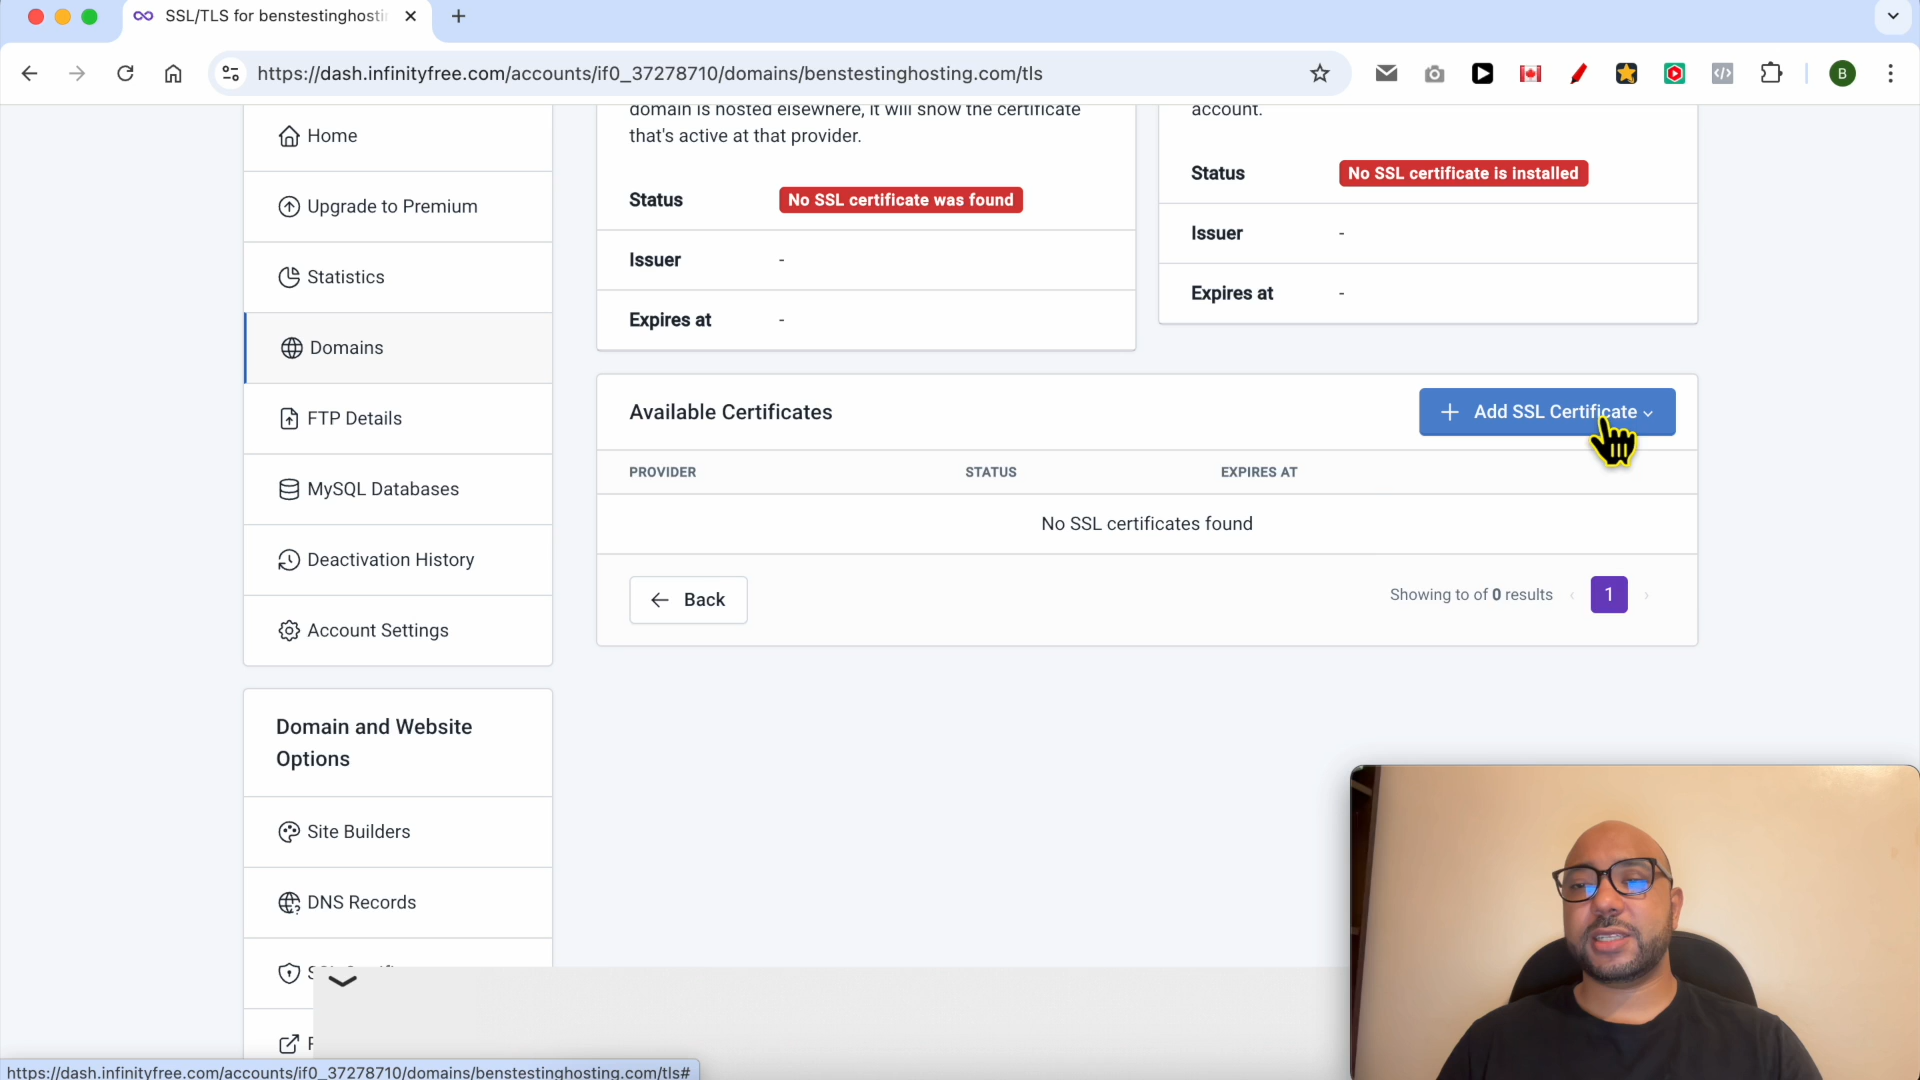 SSL/TLS for benstestinghosti
https://dash.infinityfree.com/accounts/if0_37278710/domains/benstestinghosting.com/tls
B
Home
Upgrade to Premium
Statistics
Domains
FTP Details
MySQL Databases
Deactivation History
Account Settings
Domain and Website
Options
Site Builders
DNS Records
domain is hosted elsewhere, it will show the certificate
that's active at that provider.
Status No SSL certificate was found
Issuer -
Expires at -
account.
Status No SSL certificate is installed
Issuer -
Expires at -
Available Certificates
Add SSL Certificate
PROVIDER STATUS EXPIRES AT
No SSL certificates found
Back
Showing to of 0 results
1
https://dash.infinityfree.com/accounts/if0_37278710/domains/benstestinghosting.com/tls#